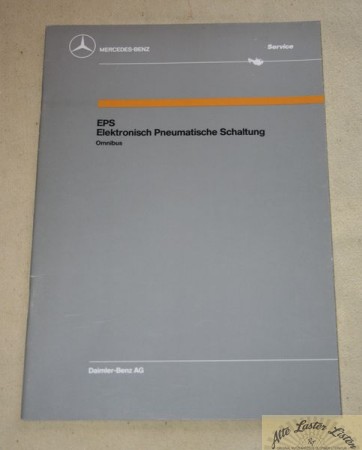 MERCEDES-BENZ
Service
EPS
Elektronisch Pneumatische Schaltung
Omnibus
Daimler-Benz AG
Alte Laster Listen